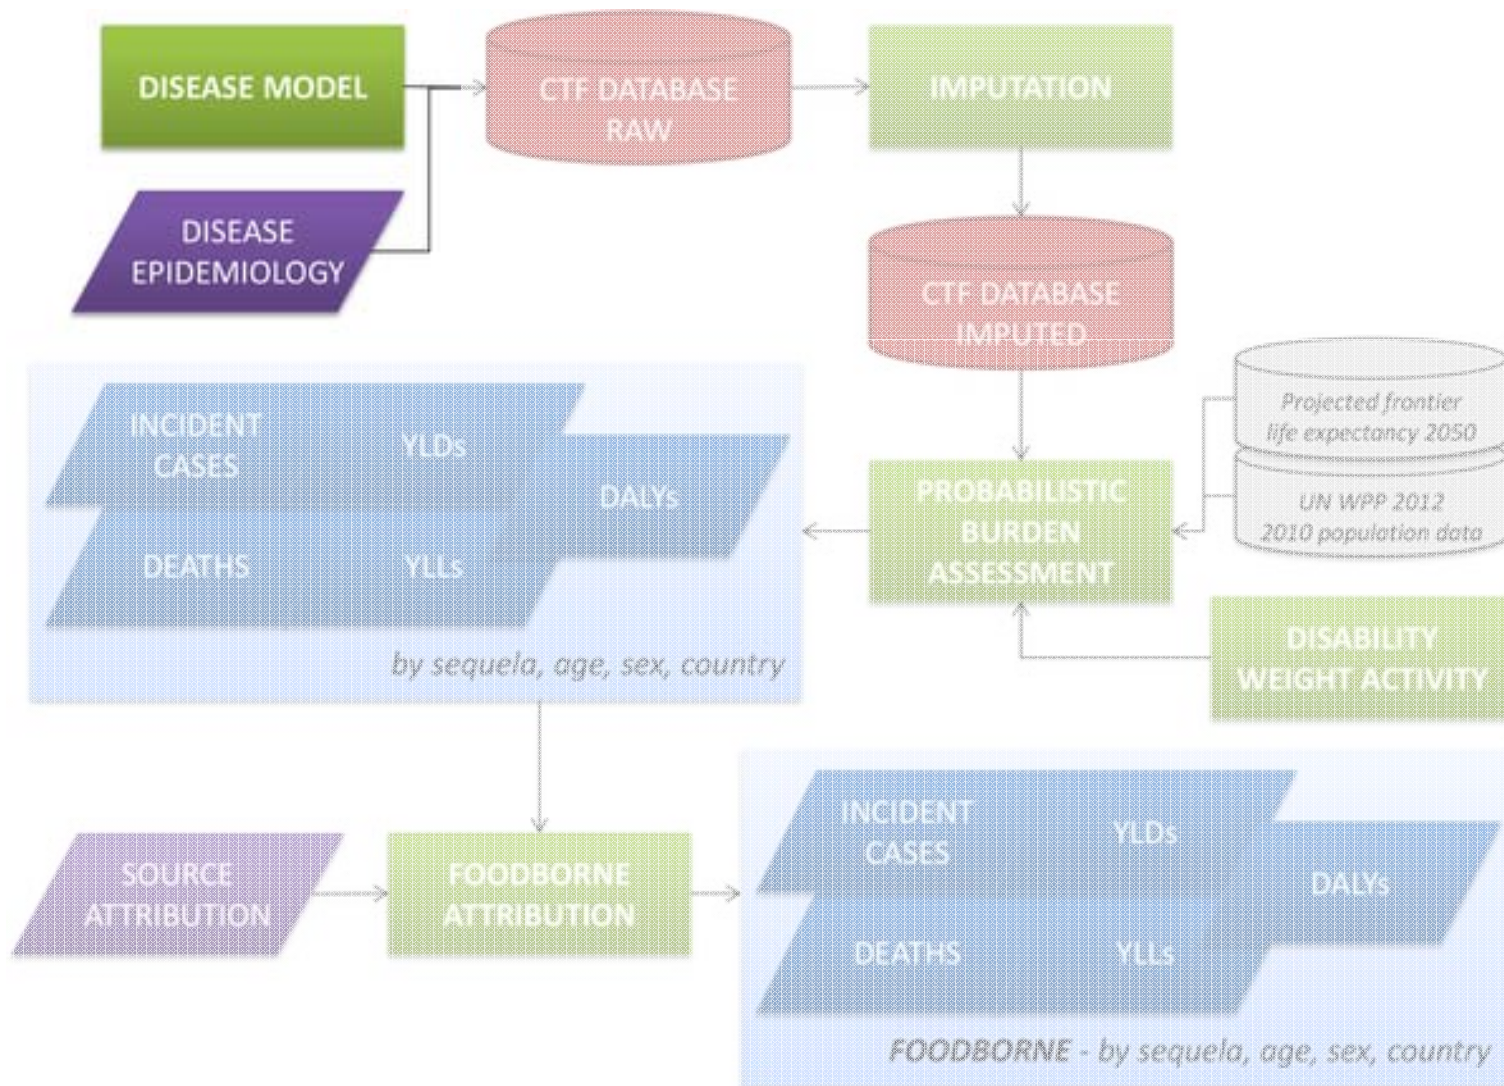 DISEASE MODEL
CTF DATABASE
RAW
IMPUTATION
DISEASE
EPIDEMIOLOGY
CTF DATABASE
IMPUTED
Projected frontier
life expectancy 2050
UN WPP 2012
2010 population data
INCIDENT
CASES
YLDs
DALYs
DEATHS
YLLs
by sequela, age, sex, country
PROBABILISTIC
BURDEN
ASSESSMENT
DISABILITY
WEIGHT ACTIVITY
SOURCE
ATTRIBUTION
FOODBORNE
ATTRIBUTION
INCIDENT
CASES
YLDs
DALYs
DEATHS
YLLs
FOODBORNE - by sequela, age, sex, country